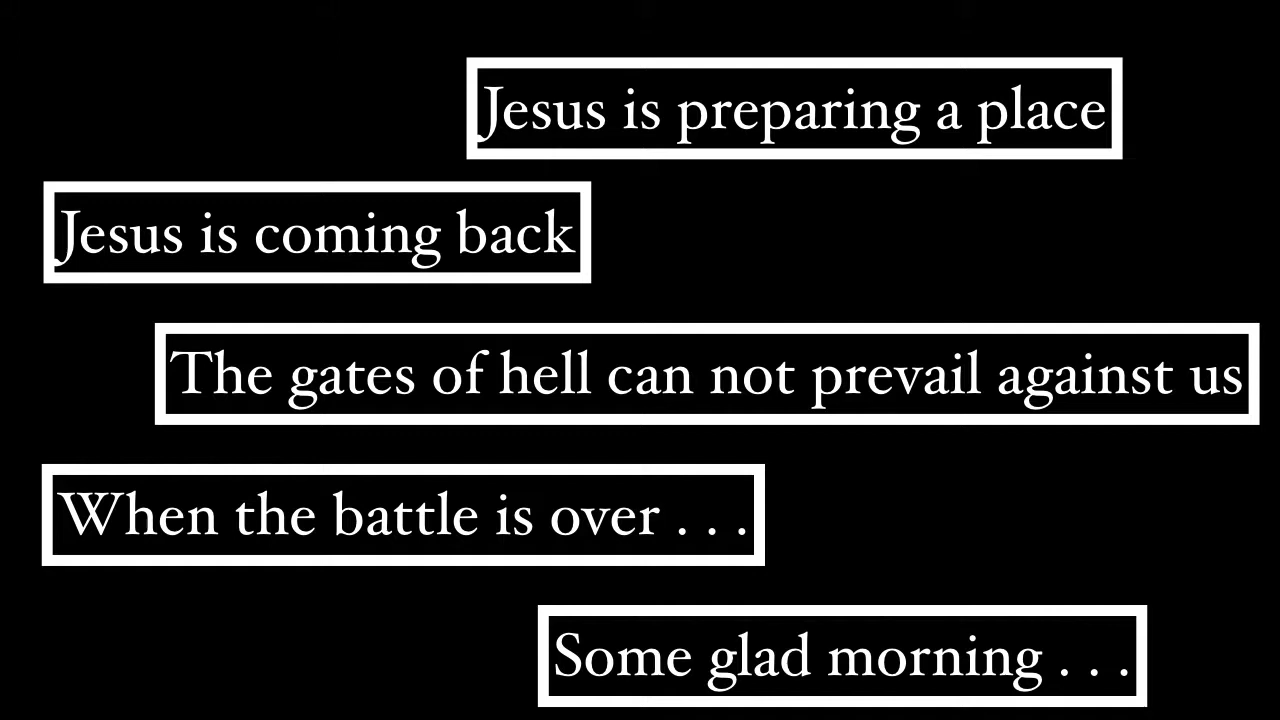 Jesus is preparing a place
Jesus is coming back
The gates of hell can not prevail against us
When the battle is over . . .
Some glad morning . . .